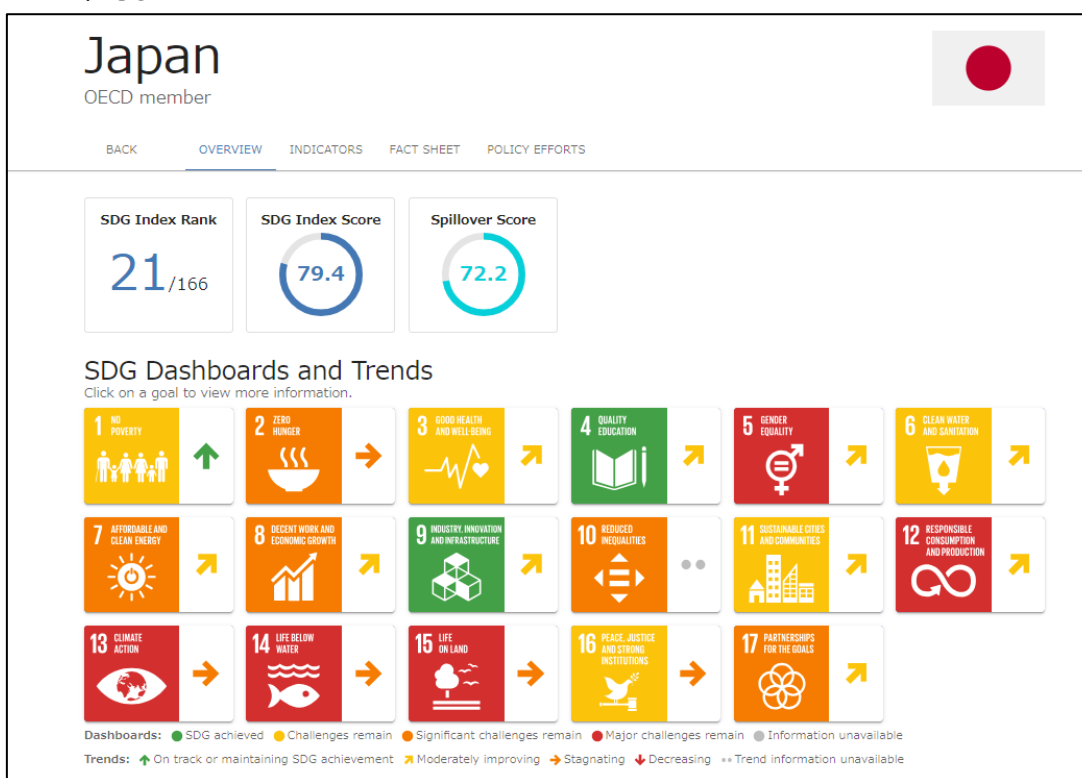 Japan
OECD member
BACK OVERVIEW INDICATORS FACT SHEET POLICY EFFORTS
SDG Index Rank
21/166
SDG Index Score
79.4
Spillover Score
72.2
SDG Dashboards and Trends
Click on a goal to view more information.
1 NO
POVERTY
2 ZERO
HUNGER
3 GOOD HEALTH
AND WELL-BEING
4 QUALITY
EDUCATION
5 GENDER
EQUALITY
6 CLEAN WATER
AND SANITATION
7 AFFORDABLE AND
CLEAN ENERGY
8 DECENT WORK AND
ECONOMIC GROWTH
9 INDUSTRY, INNOVATION
AND INFRASTRUCTURE
10 REDUCED
INEQUALITIES
11 SUSTAINABLE CITIES
AND COMMUNITIES
12 RESPONSIBLE
CONSUMPTION
AND PRODUCTION
13 CLIMATE
ACTION
14 LIFE BELOW
WATER
15 LIFE
ON LAND
16 PEACE, JUSTICE
AND STRONG
INSTITUTIONS
17 PARTNERSHIPS
FOR THE GOALS
Dashboards: SDG achieved Challenges remain Significant challenges remain Major challenges remain Information unavailable
Trends: On track or maintaining SDG achievement Moderately improving Stagnating Decreasing Trend information unavailable